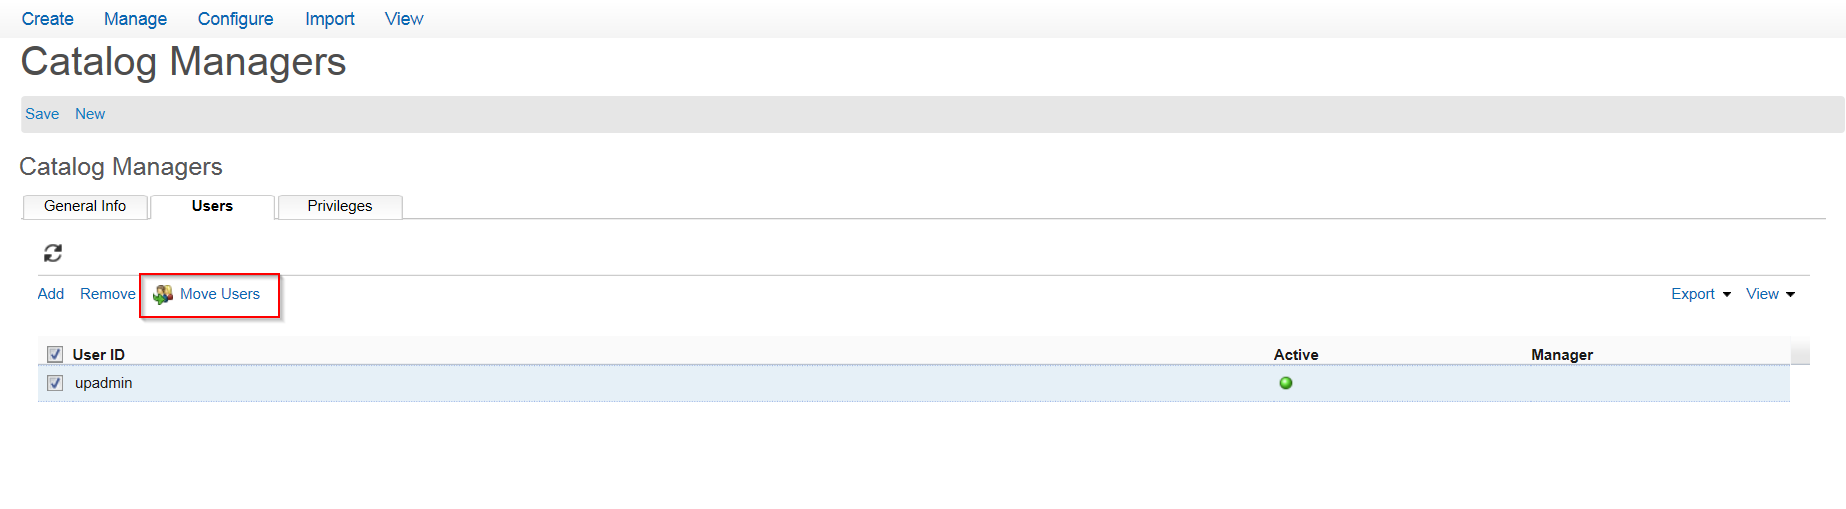 Create Manage Configure Import View
Catalog Managers
Save New
Catalog Managers
General Info Users Privileges
Add Remove Move Users Export View
User ID Active Manager
upadmin